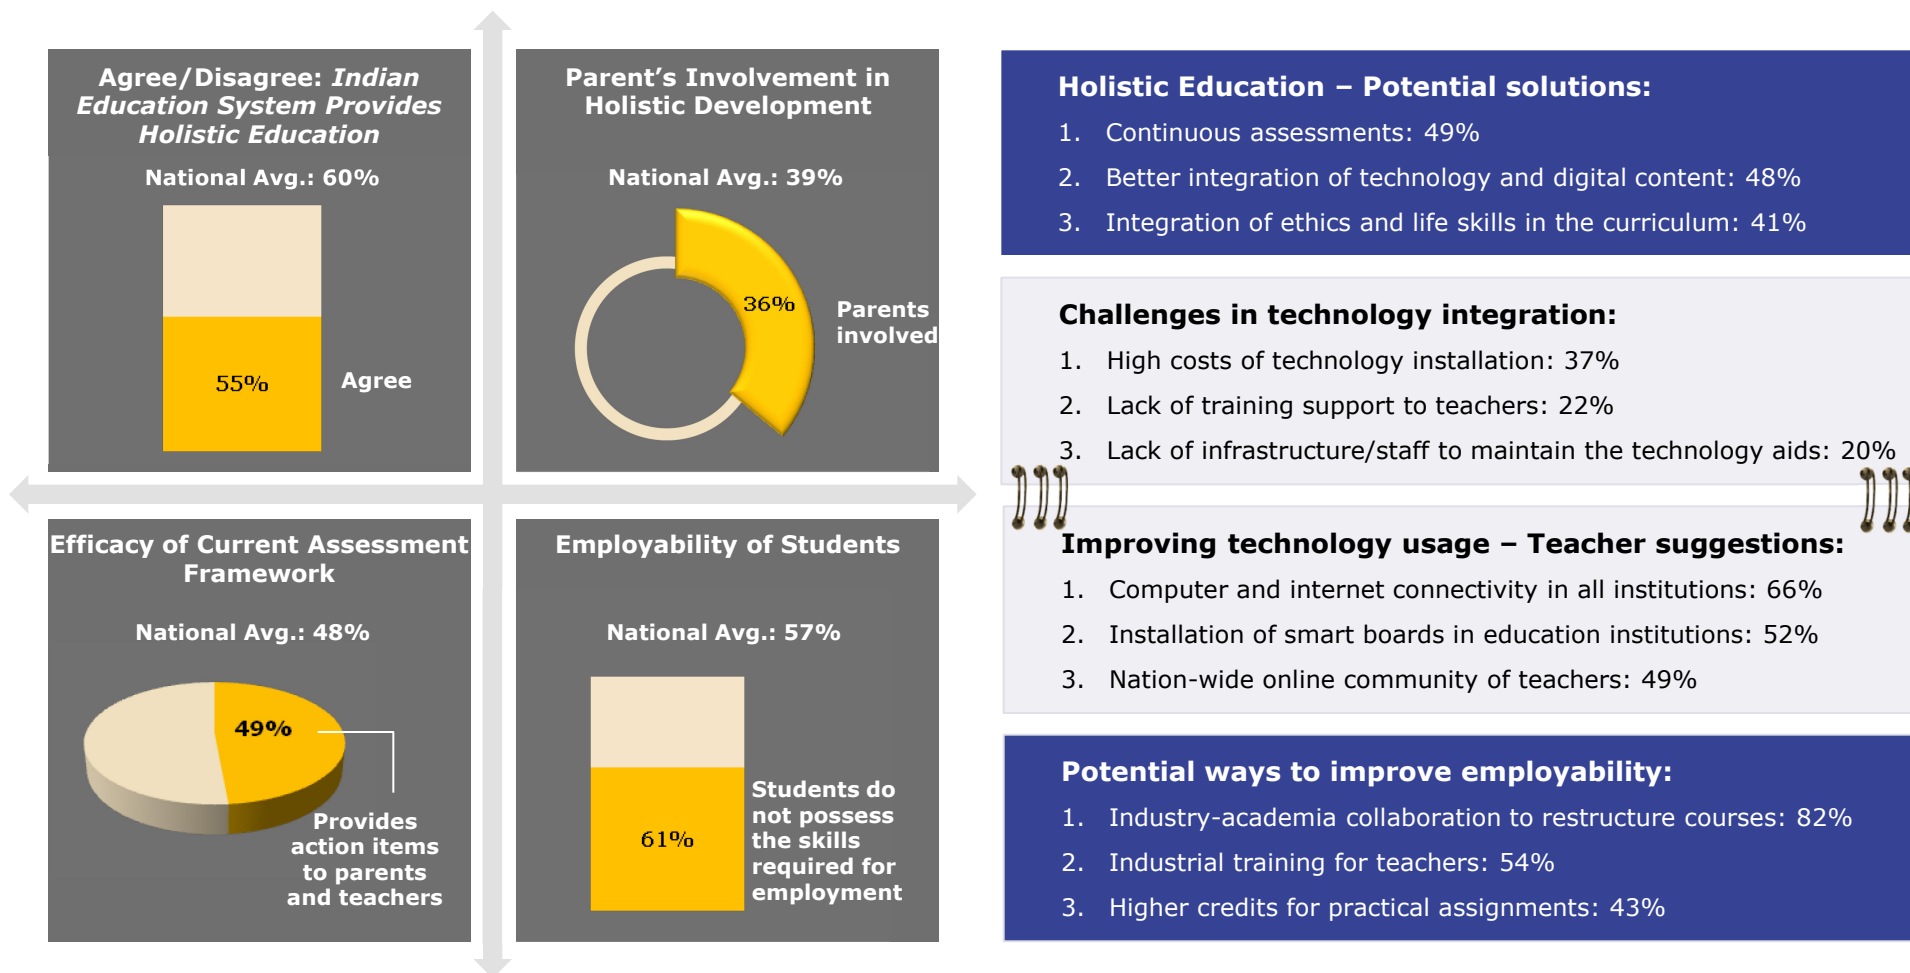 Agree/Disagree: Indian
Education System Provides
Holistic Education
National Avg.: 60%
55%
Agree
Parent’s Involvement in
Holistic Development
National Avg.: 39%
36%
Parents
involved
Efficacy of Current Assessment
Framework
National Avg.: 48%
49%
Provides
action items
to parents
and teachers
Employability of Students
National Avg.: 57%
61%
Students do
not possess
the skills
required for
employment
Holistic Education – Potential solutions:
1. Continuous assessments: 49%
2. Better integration of technology and digital content: 48%
3. Integration of ethics and life skills in the curriculum: 41%
Challenges in technology integration:
1. High costs of technology installation: 37%
2. Lack of training support to teachers: 22%
3. Lack of infrastructure/staff to maintain the technology aids: 20%
Improving technology usage – Teacher suggestions:
1. Computer and internet connectivity in all institutions: 66%
2. Installation of smart boards in education institutions: 52%
3. Nation-wide online community of teachers: 49%
Potential ways to improve employability:
1. Industry-academia collaboration to restructure courses: 82%
2. Industrial training for teachers: 54%
3. Higher credits for practical assignments: 43%